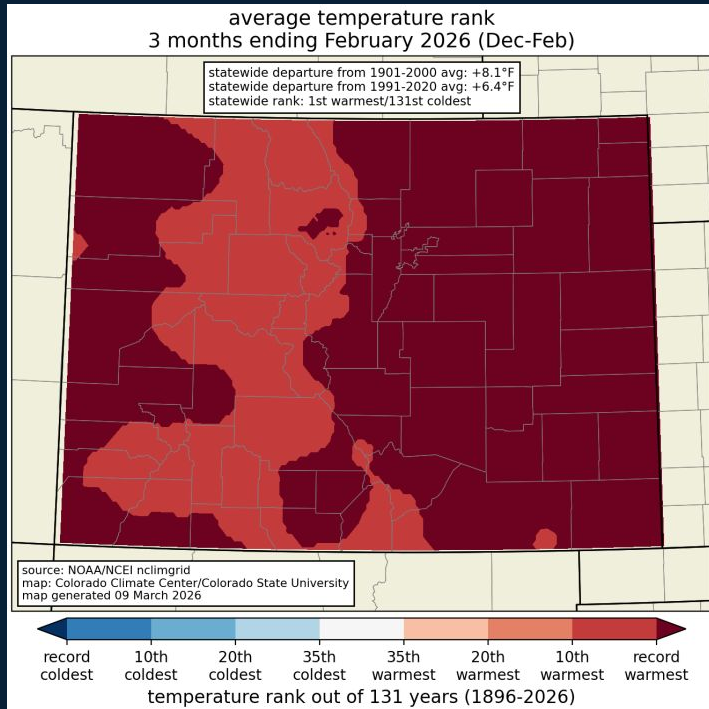 average temperature rank
3 months ending February 2026 (Dec-Feb)
statewide departure from 1901-2000 avg: +8.1°F
statewide departure from 1991-2020 avg: +6.4°F
statewide rank: 1st warmest/131st coldest
source: NOAA/NCEI nclimgrid
map: Colorado Climate Center/Colorado State University
map generated 09 March 2026
record coldest
10th coldest
20th coldest
35th coldest
35th warmest
20th warmest
10th warmest
record warmest
temperature rank out of 131 years (1896-2026)